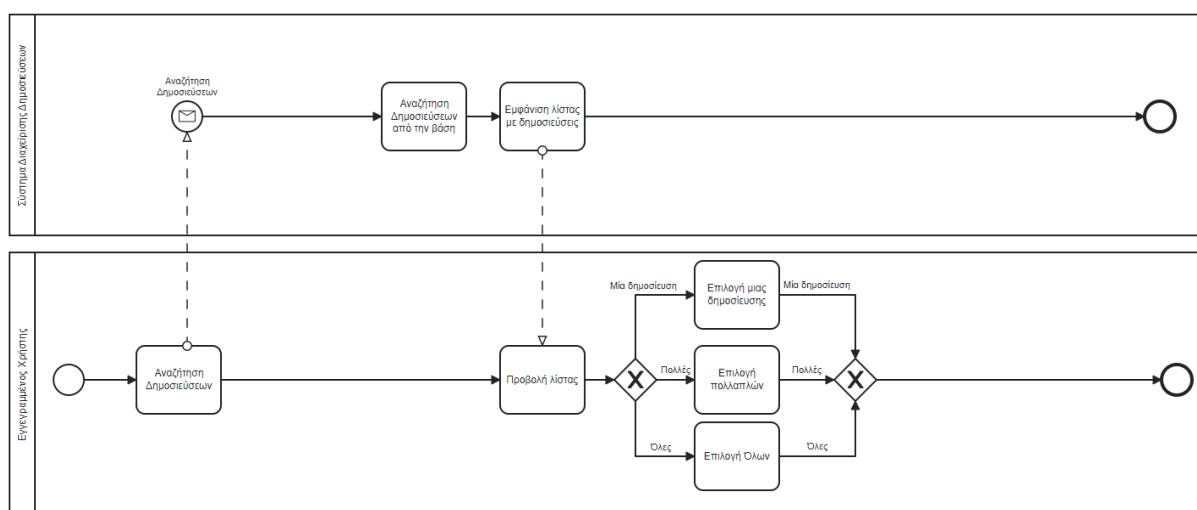 Σύστημα Διαχείρισης Δημοσιεύσεων
Αναζήτηση
Δημοσιεύσεων
Αναζήτηση
Δημοσιεύσεων
από την βάση
Εμφάνιση λίστας
με δημοσιεύσεις
Εγγεγραμμένος Χρήστης
Αναζήτηση
Δημοσιεύσεων
Προβολή λίστας
Μία δημοσίευση
Επιλογή μιας
δημοσίευσης
Μία δημοσίευση
Πολλές
Επιλογή
πολλαπλών
Πολλές
Όλες
Επιλογή Όλων
Όλες